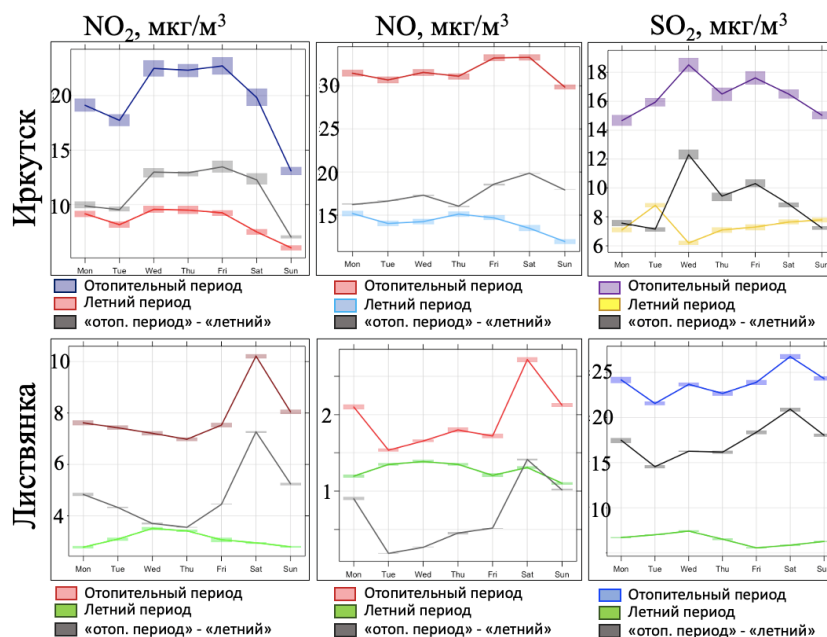 NO₂, мкг/м³ NO, мкг/м³ SO₂, мкг/м³
Иркутск
20
15
10
Mon Tue Wed Thu Fri Sat Sun
30
25
20
15
Mon Tue Wed Thu Fri Sat Sun
18
16
14
12
10
8
6
Mon Tue Wed Thu Fri Sat Sun
Отопительный период
Летний период
«отоп. период» - «летний»
Отопительный период
Летний период
«отоп. период» - «летний»
Отопительный период
Летний период
«отоп. период» - «летний»
Листвянка
10
8
6
4
Mon Tue Wed Thu Fri Sat Sun
2
1
Mon Tue Wed Thu Fri Sat Sun
25
20
15
10
Mon Tue Wed Thu Fri Sat Sun
Отопительный период
Летний период
«отоп. период» - «летний»
Отопительный период
Летний период
«отоп. период» - «летний»
Отопительный период
Летний период
«отоп. период» - «летний»